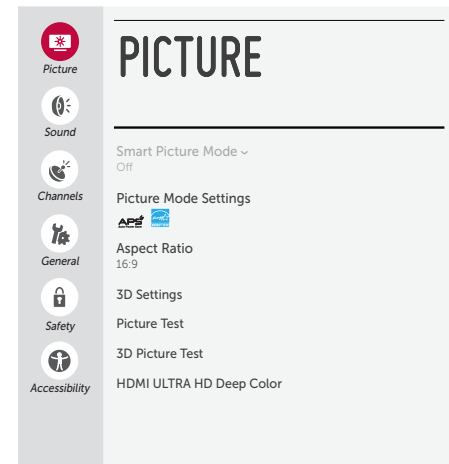 Picture
Sound
Channels
General
Safety
Accessibility
PICTURE
Smart Picture Mode
Off
Picture Mode Settings
APS
Aspect Ratio
16:9
3D Settings
Picture Test
3D Picture Test
HDMI ULTRA HD Deep Color